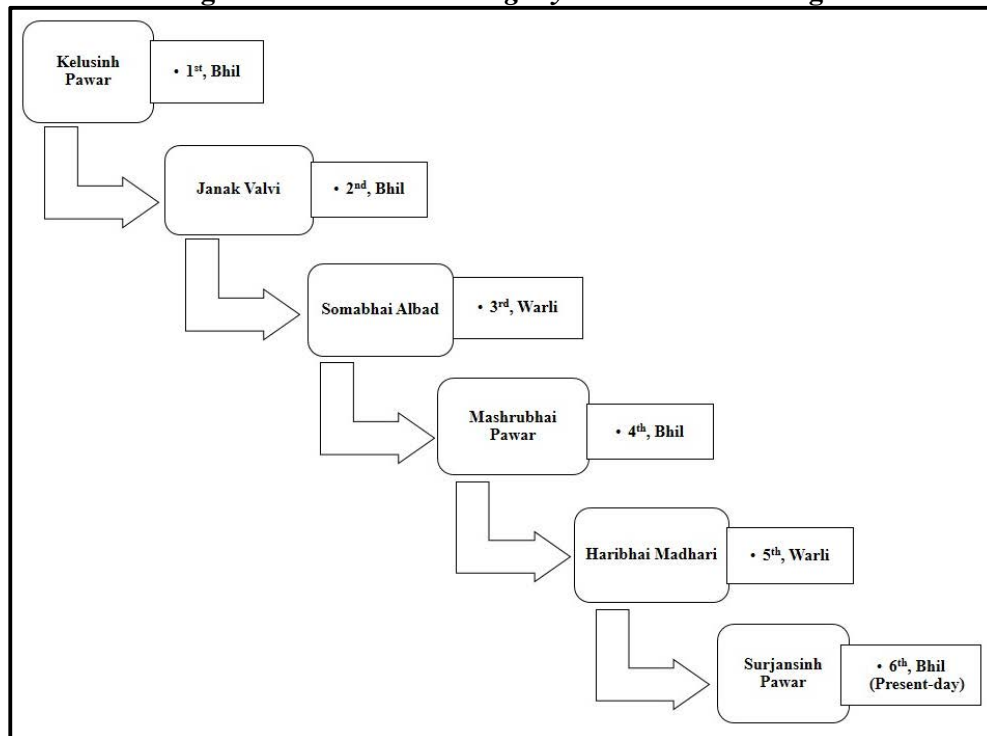 Kelusinh
Pawar
• 1st, Bhil
Janak Valvi
• 2nd, Bhil
Somabhai Albad
• 3rd, Warli
Mashrubhai
Pawar
• 4th, Bhil
Haribhai Madhari
• 5th, Warli
Surjansinh
Pawar
• 6th, Bhil
(Present-day)